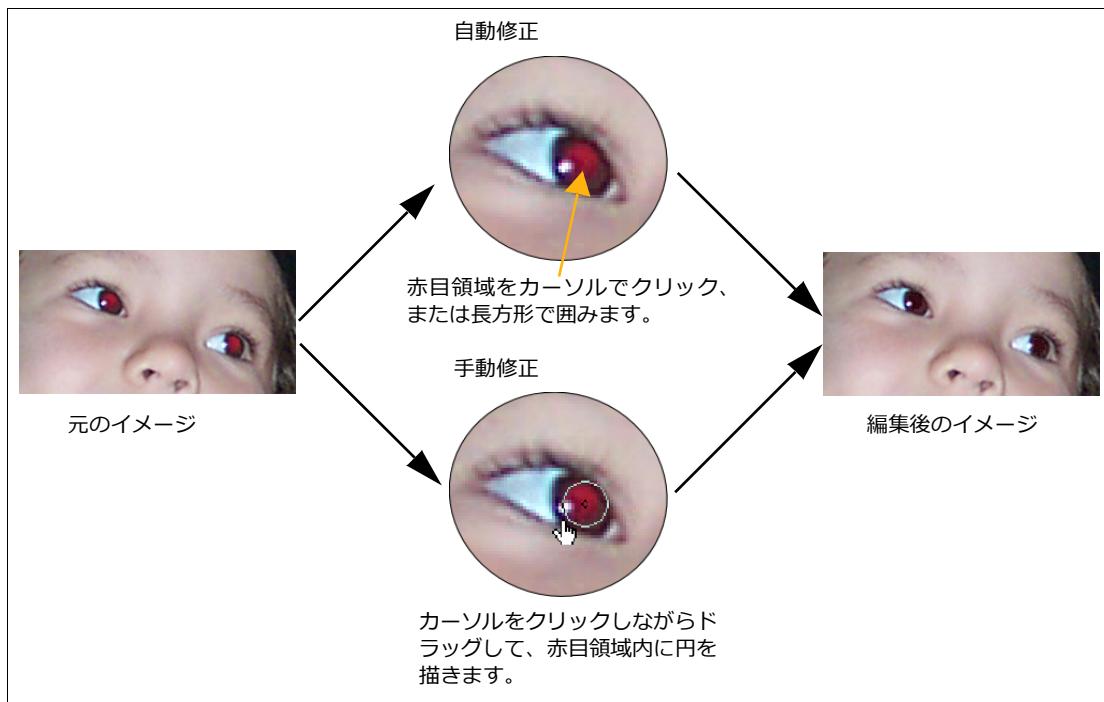 自動修正
赤目領域をカーソルでクリック、
または長方形で囲みます。
手動修正
元のイメージ
編集後のイメージ
カーソルをクリックしながらド
ラッグして、赤目領域内に円を
描きます。